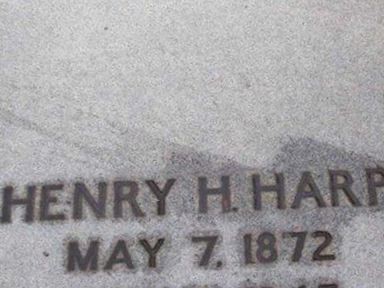 HENRY H. HARP
MAY 7, 1872